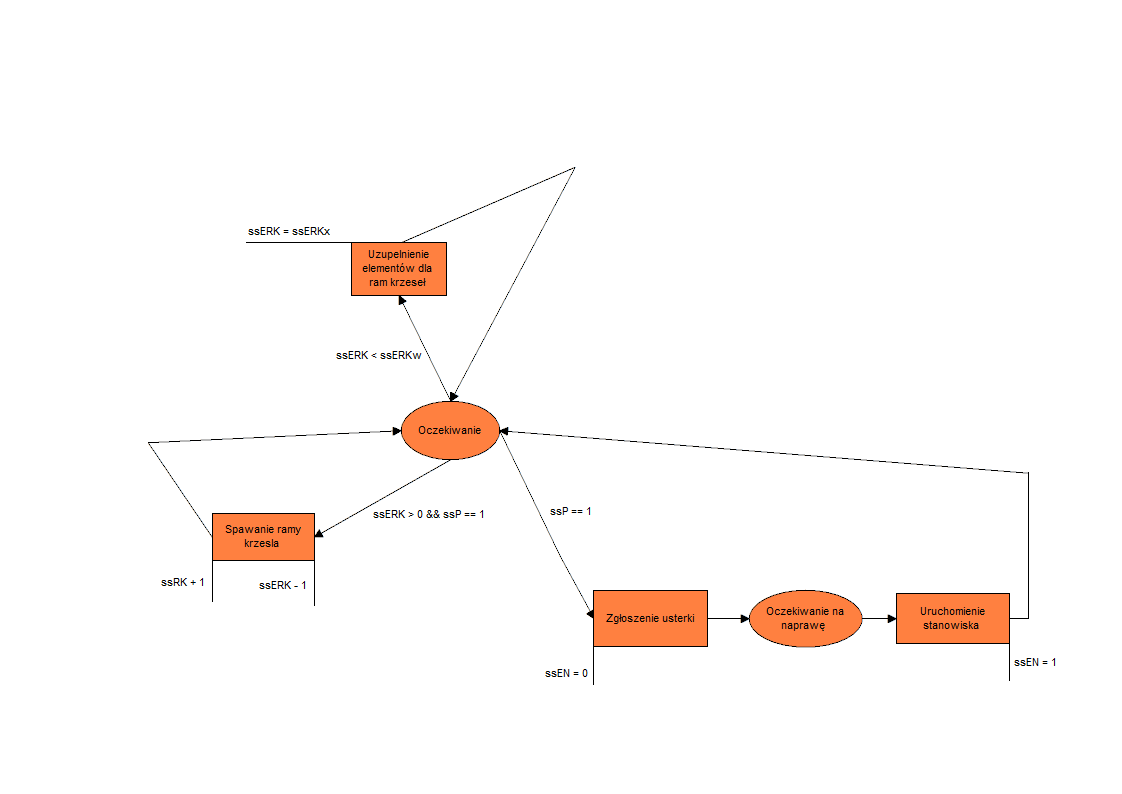 ssERK = ssERKx
Uzupelnienie
elementów dla
ram krzeseł
ssERK < ssERKw
Oczekiwanie
ssERK > 0 && ssP == 1
ssP == 1
Spawanie ramy
krzesla
ssRK + 1
ssERK - 1
Zgłoszenie usterki
Oczekiwanie na
naprawę
Uruchomienie
stanowiska
ssEN = 0
ssEN = 1